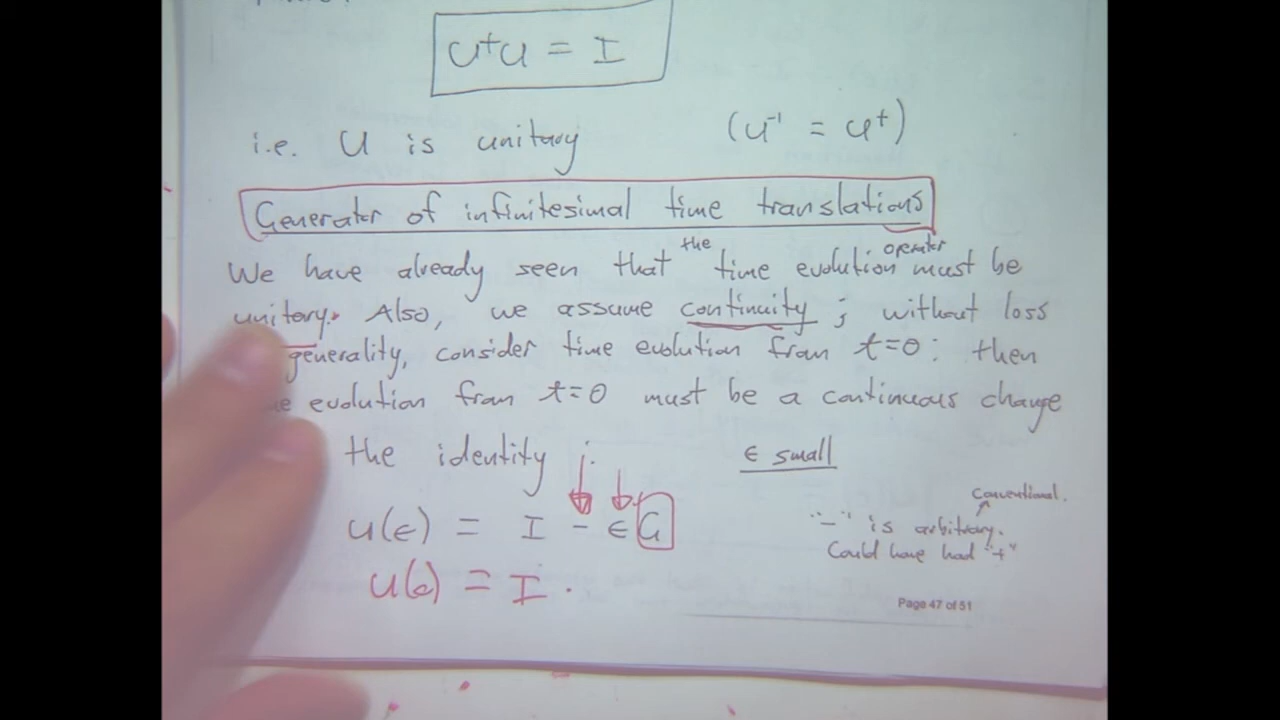 U†U = I
i.e. U is unitary (U⁻¹ = U†)
Generator of infinitesimal time translations
We have already seen that the time evolution operator must be
unitary. Also, we assume continuity ; without loss
generality, consider time evolution from t=0 : then
evolution from t=0 must be a continuous change
the identity :
ε small
U(ε) = I - εG
conventional.
"-" is arbitrary.
Could have had "+"
U(0) = I .
Page 47 of 51